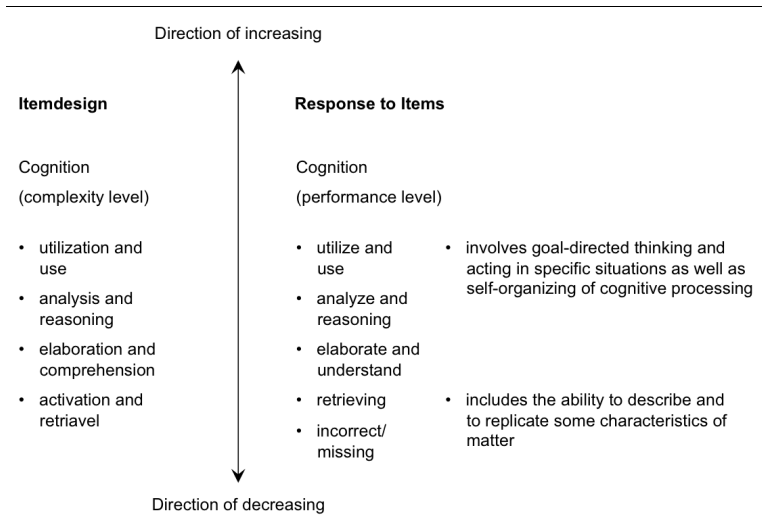 Direction of increasing
Itemdesign
Response to Items
Cognition
(complexity level)
• utilization and
use
• analysis and
reasoning
• elaboration and
comprehension
• activation and
retriavel
Cognition
(performance level)
• utilize and
use
• analyze and
reasoning
• elaborate and
understand
• retrieving
• incorrect/
missing
• involves goal-directed thinking and
acting in specific situations as well as
self-organizing of cognitive processing
• includes the ability to describe and
to replicate some characteristics of
matter
Direction of decreasing